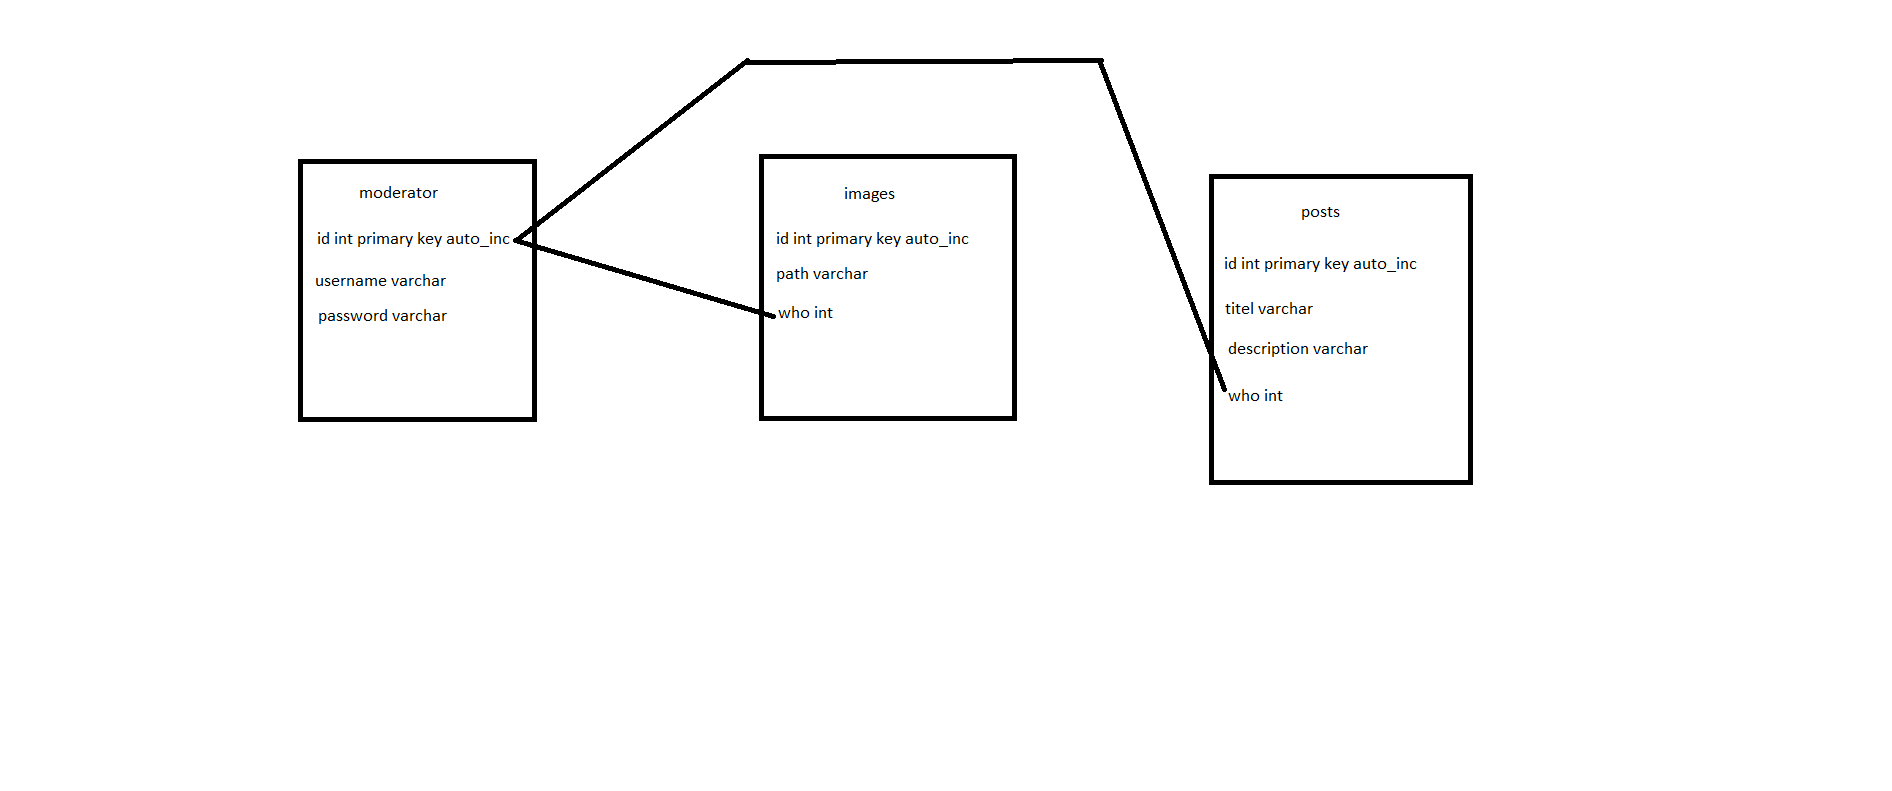 moderator
id int primary key auto_inc
username varchar
password varchar
images
id int primary key auto_inc
path varchar
who int
posts
id int primary key auto_inc
titel varchar
description varchar
who int